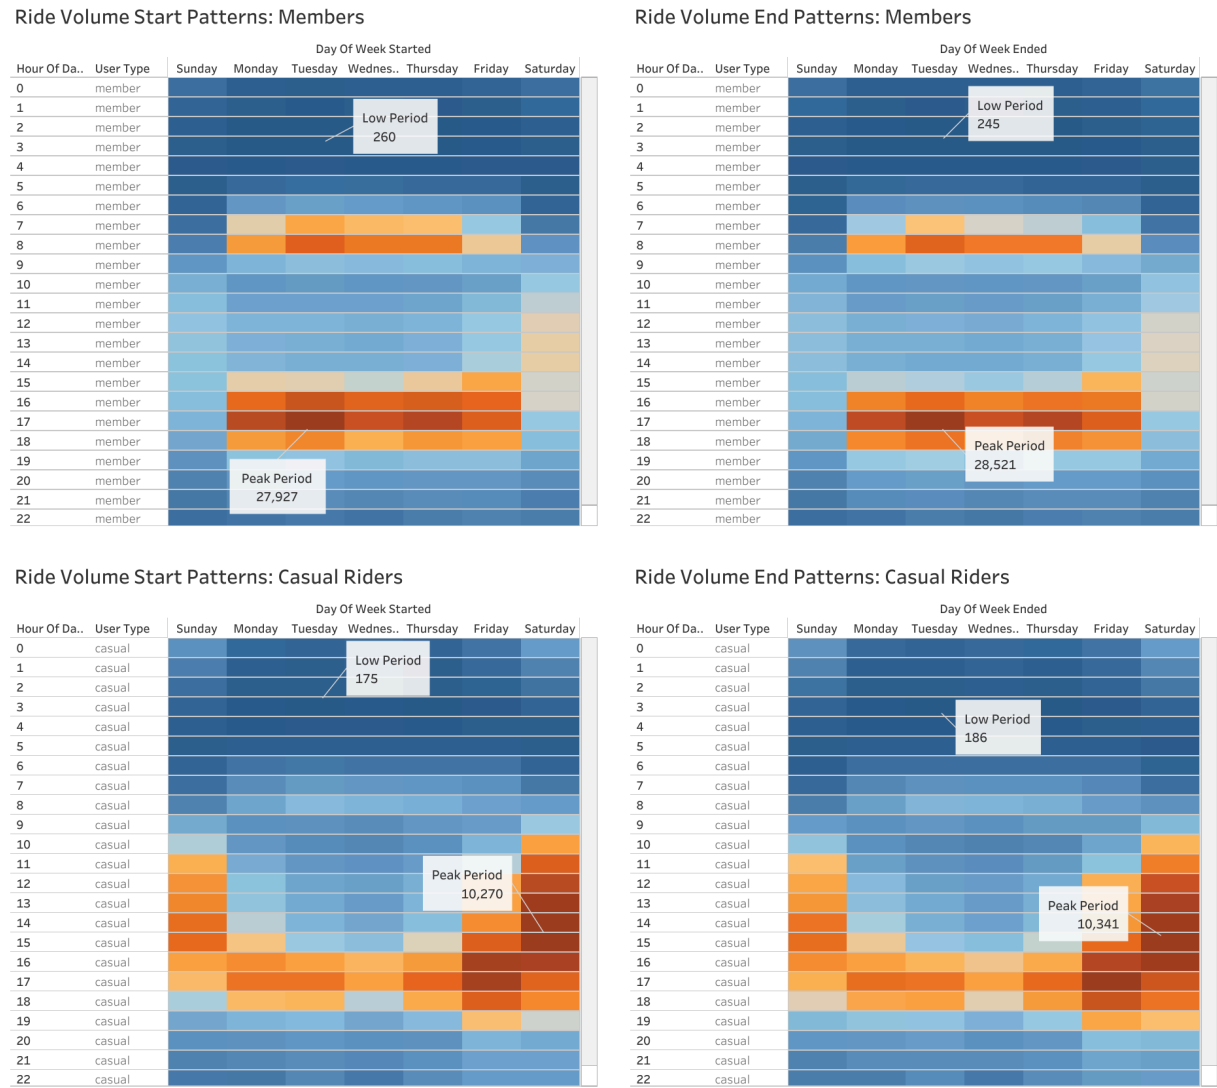 Ride Volume Start Patterns: Members
Day Of Week Started
Hour Of Da.. User Type Sunday Monday Tuesday Wednes.. Thursday Friday Saturday
0 member
1 member
2 member
3 member
4 member
5 member
6 member
7 member
8 member
9 member
10 member
11 member
12 member
13 member
14 member
15 member
16 member
17 member
18 member
19 member
20 member
21 member
22 member
Low Period
260
Peak Period
27,927
Ride Volume End Patterns: Members
Day Of Week Ended
Hour Of Da.. User Type Sunday Monday Tuesday Wednes.. Thursday Friday Saturday
0 member
1 member
2 member
3 member
4 member
5 member
6 member
7 member
8 member
9 member
10 member
11 member
12 member
13 member
14 member
15 member
16 member
17 member
18 member
19 member
20 member
21 member
22 member
Low Period
245
Peak Period
28,521
Ride Volume Start Patterns: Casual Riders
Day Of Week Started
Hour Of Da.. User Type Sunday Monday Tuesday Wednes.. Thursday Friday Saturday
0 casual
1 casual
2 casual
3 casual
4 casual
5 casual
6 casual
7 casual
8 casual
9 casual
10 casual
11 casual
12 casual
13 casual
14 casual
15 casual
16 casual
17 casual
18 casual
19 casual
20 casual
21 casual
22 casual
Low Period
175
Peak Period
10,270
Ride Volume End Patterns: Casual Riders
Day Of Week Ended
Hour Of Da.. User Type Sunday Monday Tuesday Wednes.. Thursday Friday Saturday
0 casual
1 casual
2 casual
3 casual
4 casual
5 casual
6 casual
7 casual
8 casual
9 casual
10 casual
11 casual
12 casual
13 casual
14 casual
15 casual
16 casual
17 casual
18 casual
19 casual
20 casual
21 casual
22 casual
Low Period
186
Peak Period
10,341